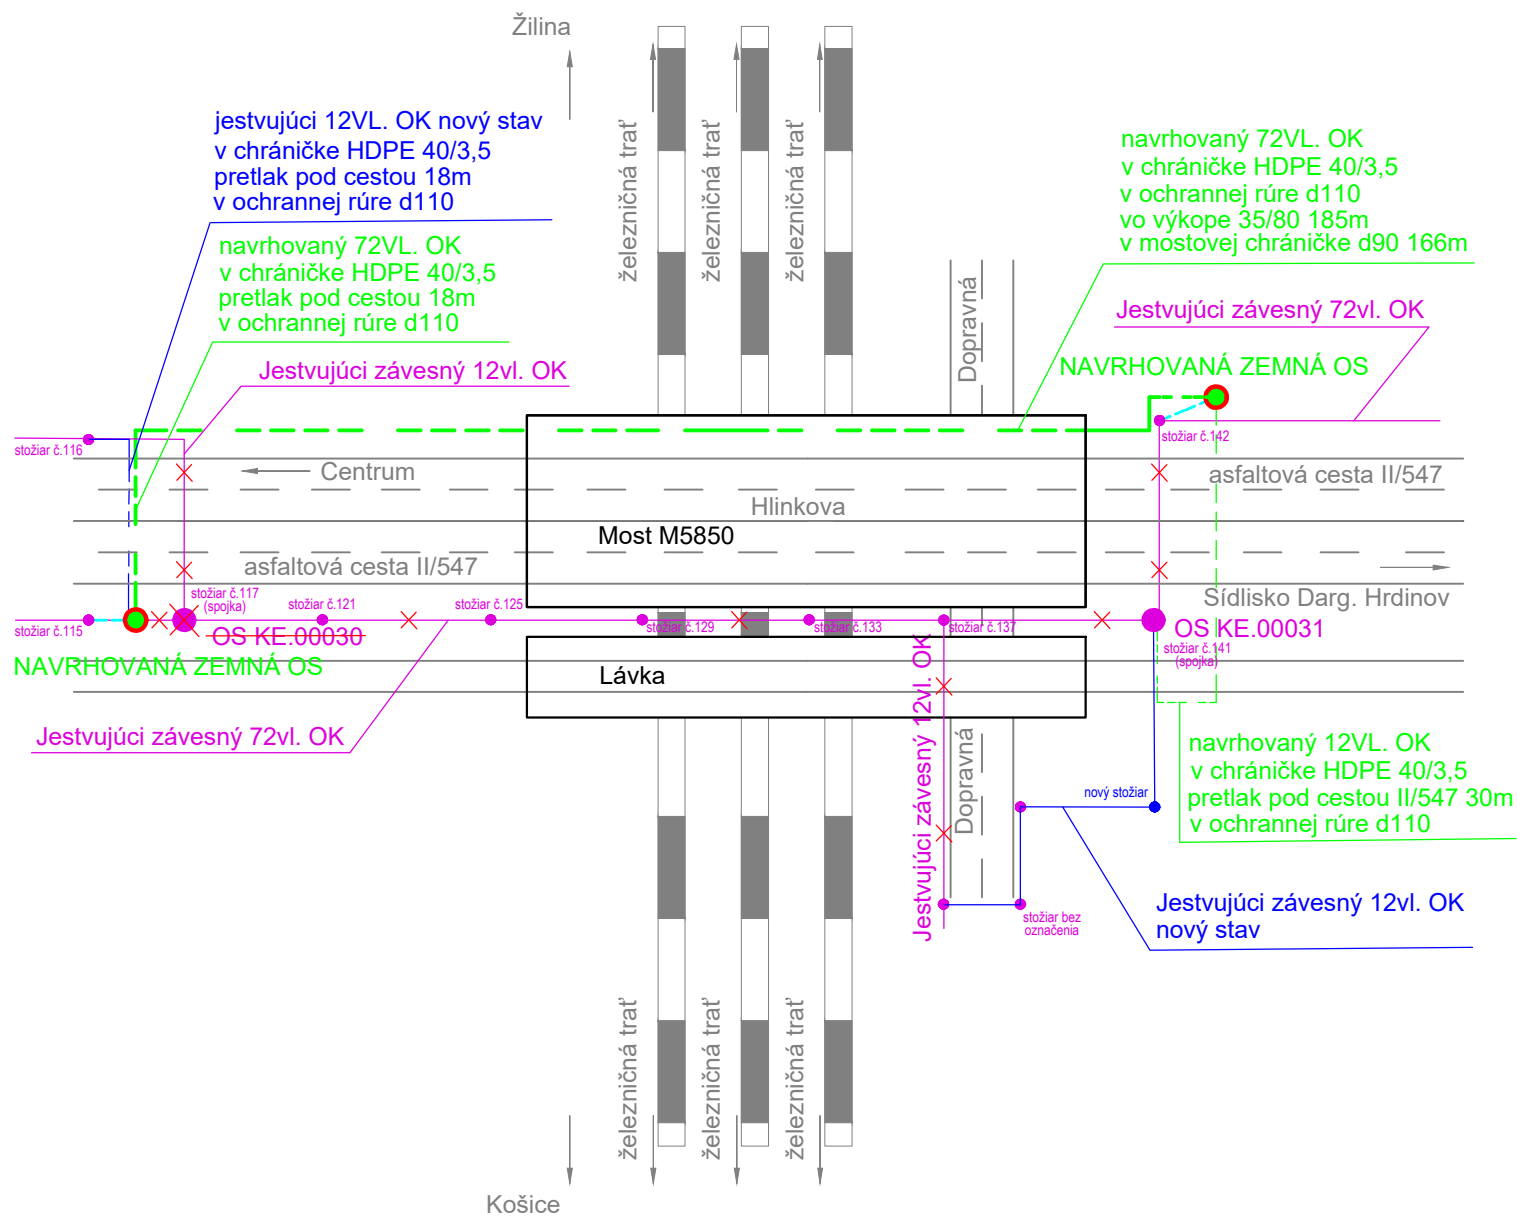 Žilina
železničná trať
železničná trať
železničná trať
jestvujúci 12VL. OK nový stav
v chráničke HDPE 40/3,5
pretlak pod cestou 18m
v ochrannej rúre d110
navrhovaný 72VL. OK
v chráničke HDPE 40/3,5
pretlak pod cestou 18m
v ochrannej rúre d110
Jestvujúci závesný 12vl. OK
navrhovaný 72VL. OK
v chráničke HDPE 40/3,5
v ochrannej rúre d110
vo výkope 35/80 185m
v mostovej chráničke d90 166m
Jestvujúci závesný 72vl. OK
NAVRHOVANÁ ZEMNÁ OS
Dopravná
stožiar č.116
stožiar č.142
Centrum
asfaltová cesta II/547
Hlinkova
Most M5850
asfaltová cesta II/547
stožiar č.117
(spojka)
stožiar č.121
stožiar č.125
Sídlisko Darg. Hrdinov
stožiar č.115
OS KE.00030
stožiar č.129
stožiar č.133
stožiar č.137
OS KE.00031
stožiar č.141
(spojka)
NAVRHOVANÁ ZEMNÁ OS
Lávka
Jestvujúci závesný 72vl. OK
Jestvujúci závesný 12vl. OK
Dopravná
navrhovaný 12VL. OK
v chráničke HDPE 40/3,5
pretlak pod cestou II/547 30m
v ochrannej rúre d110
nový stožiar
stožiar bez
označenia
Jestvujúci závesný 12vl. OK
nový stav
železničná trať
železničná trať
železničná trať
Košice